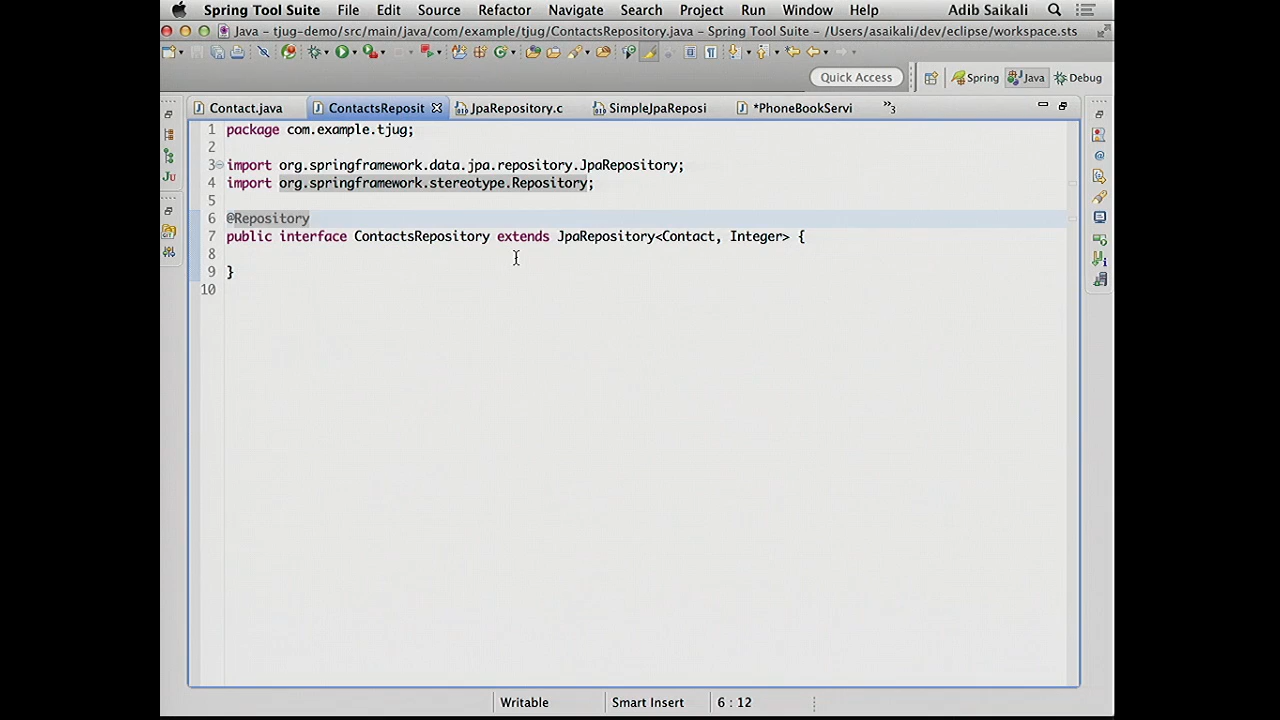 Spring Tool Suite File Edit Source Refactor Navigate Search Project Run Window Help Adib Saikali
Java – tjug-demo/src/main/java/com/example/tjug/ContactsRepository.java – Spring Tool Suite – /Users/asaikali/dev/eclipse/workspace.sts
Quick Access Spring Java Debug
Contact.java ContactsReposit JpaRepository.c SimpleJpaReposi *PhoneBookServi »3
1 package com.example.tjug;
2
3 import org.springframework.data.jpa.repository.JpaRepository;
4 import org.springframework.stereotype.Repository;
5
6 @Repository
7 public interface ContactsRepository extends JpaRepository<Contact, Integer> {
8
9 }
10
Writable Smart Insert 6 : 12